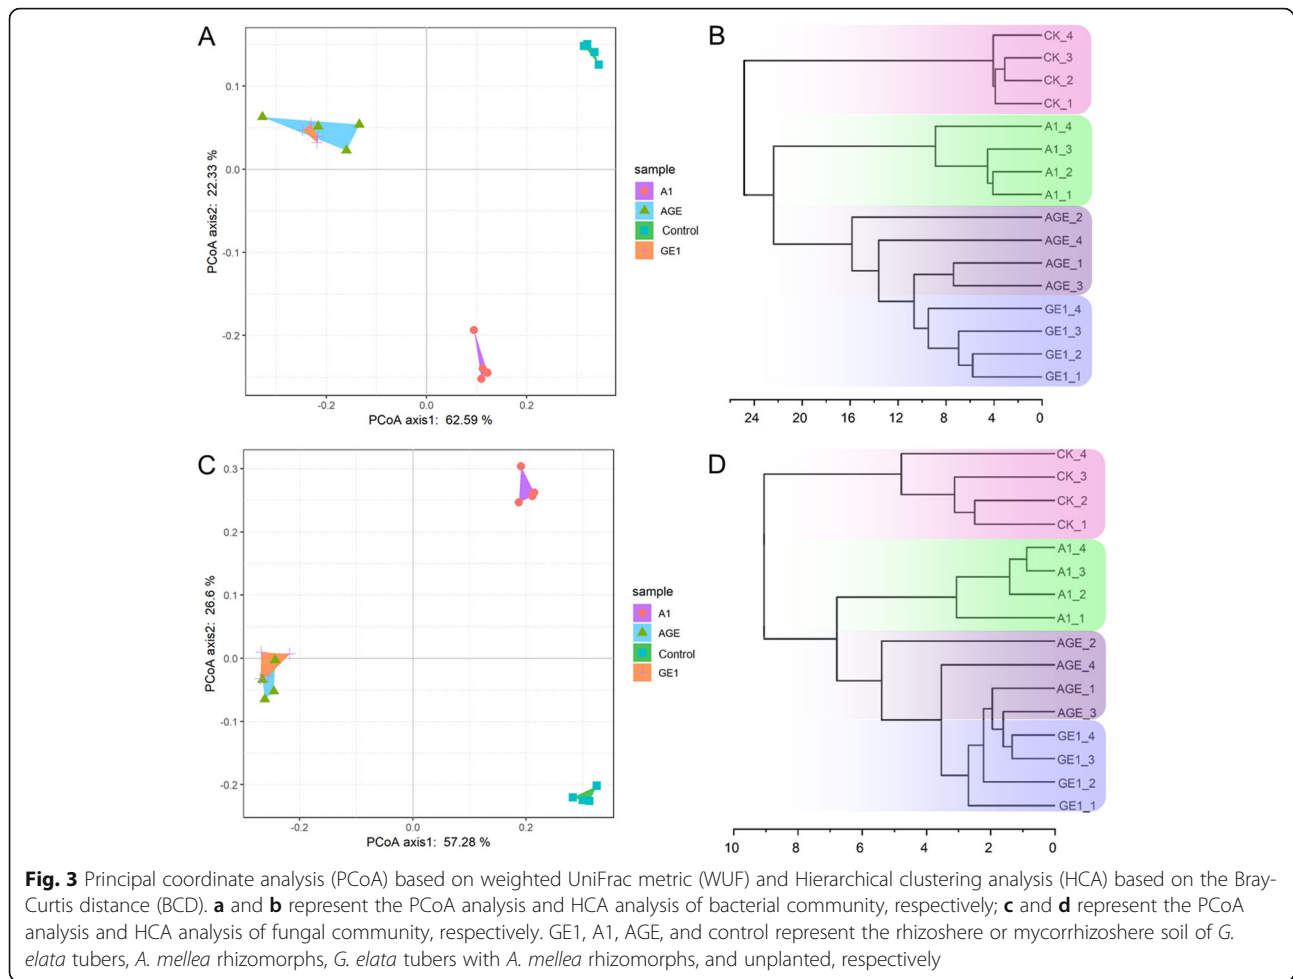 A
0.1
0.0
-0.1
-0.2
PCoA axis2: 22.33 %
-0.2
0.0
0.2
PCoA axis1: 62.59 %
sample
A1
AGE
Control
GE1
B
CK_4
CK_3
CK_2
CK_1
A1_4
A1_3
A1_2
A1_1
AGE_2
AGE_4
AGE_1
AGE_3
GE1_4
GE1_3
GE1_2
GE1_1
24 20 16 12 8 4 0
C
0.3
0.2
0.1
0.0
-0.1
-0.2
PCoA axis2: 26.6 %
-0.2
0.0
0.2
PCoA axis1: 57.28 %
sample
A1
AGE
Control
GE1
D
CK_4
CK_3
CK_2
CK_1
A1_4
A1_3
A1_2
A1_1
AGE_2
AGE_4
AGE_1
AGE_3
GE1_4
GE1_3
GE1_2
GE1_1
10 8 6 4 2 0
Fig. 3 Principal coordinate analysis (PCoA) based on weighted UniFrac metric (WUF) and Hierarchical clustering analysis (HCA) based on the Bray-
Curtis distance (BCD). a and b represent the PCoA analysis and HCA analysis of bacterial community, respectively; c and d represent the PCoA
analysis and HCA analysis of fungal community, respectively. GE1, A1, AGE, and control represent the rhizoshere or mycorrhizoshere soil of G.
elata tubers, A. mellea rhizomorphs, G. elata tubers with A. mellea rhizomorphs, and unplanted, respectively